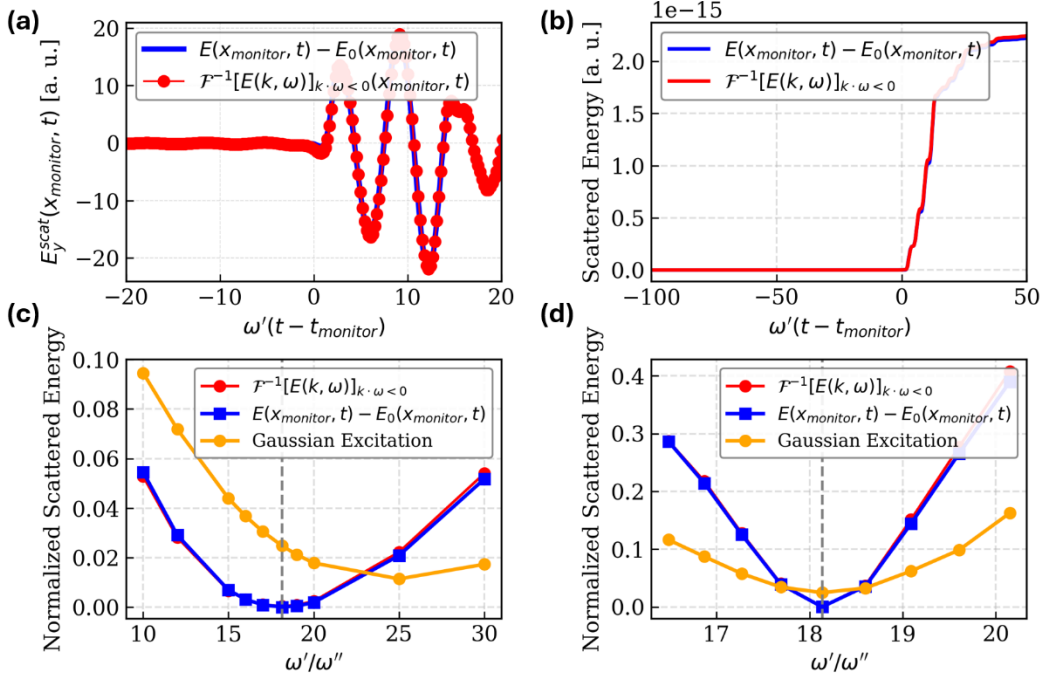 (a)
E_y^{scat}(x_{monitor}, t) [a. u.]
20
10
0
−10
−20
E(x_{monitor}, t) − E_0(x_{monitor}, t)
ℱ^{−1}[E(k, ω)]_{k·ω<0}(x_{monitor}, t)
−20 −10 0 10 20
ω′(t − t_{monitor})
(b)
1e−15
Scattered Energy [a. u.]
2.0
1.5
1.0
0.5
0.0
E(x_{monitor}, t) − E_0(x_{monitor}, t)
ℱ^{−1}[E(k, ω)]_{k·ω<0}
−100 −50 0 50
ω′(t − t_{monitor})
(c)
Normalized Scattered Energy
0.10
0.08
0.06
0.04
0.02
0.00
ℱ^{−1}[E(k, ω)]_{k·ω<0}
E(x_{monitor}, t) − E_0(x_{monitor}, t)
Gaussian Excitation
10 15 20 25 30
ω′/ω″
(d)
Normalized Scattered Energy
0.4
0.3
0.2
0.1
0.0
ℱ^{−1}[E(k, ω)]_{k·ω<0}
E(x_{monitor}, t) − E_0(x_{monitor}, t)
Gaussian Excitation
17 18 19 20
ω′/ω″